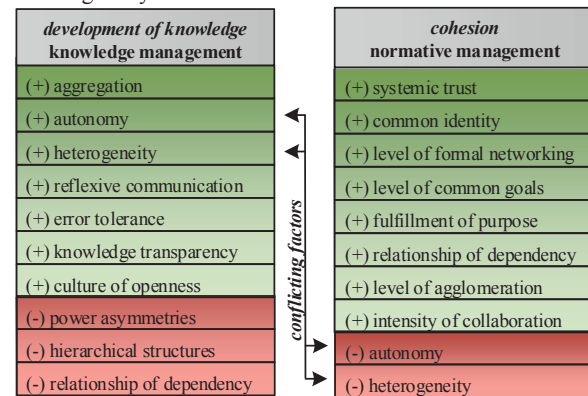 development of knowledge
knowledge management
(+) aggregation
(+) autonomy
(+) heterogeneity
(+) reflexive communication
(+) error tolerance
(+) knowledge transparency
(+) culture of openness
(-) power asymmetries
(-) hierarchical structures
(-) relationship of dependency
conflicting factors
cohesion
normative management
(+) systemic trust
(+) common identity
(+) level of formal networking
(+) level of common goals
(+) fulfillment of purpose
(+) relationship of dependency
(+) level of agglomeration
(+) intensity of collaboration
(-) autonomy
(-) heterogeneity